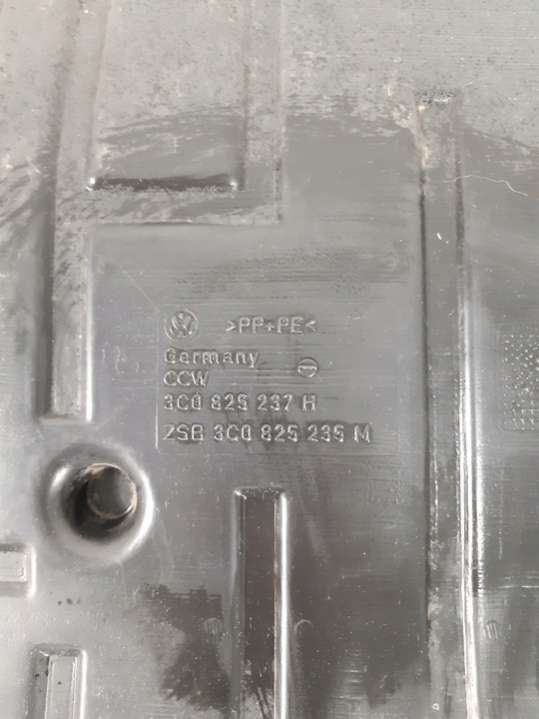 >PP+PE<
Germany
CCW
3C0 825 237 H
ZSB 3C0 825 235 M